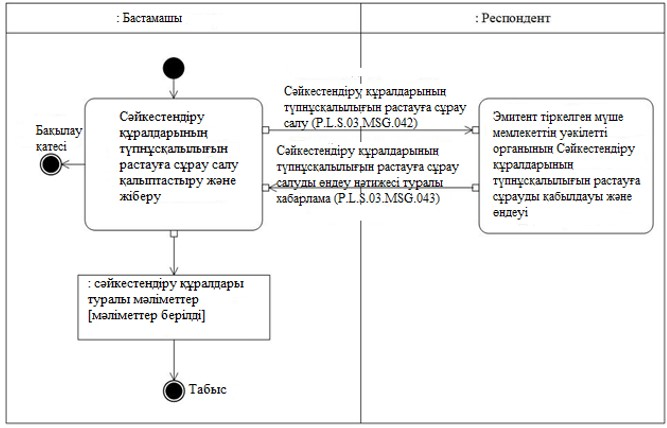 : Бастамашы
: Респондент
Сәйкестендіру
құралдарының
түпнұсқалылығын
растауға сұрау салу
қалыптастыру және
жіберу
Бақылау
қатесі
Сәйкестендіру құралдарының
түпнұсқалылығын растауға сұрау
салу (P.L.S.03.MSG.042)
Сәйкестендіру құралдарының
түпнұсқалылығын растауға сұрау
салуды өңдеу нәтижесі туралы
хабарлама (P.L.S.03.MSG.043)
Эмитент тіркелген мүше
мемлекеттің уәкілетті
органының Сәйкестендіру
құралдарының
түпнұсқалылығын растауға
сұрауды қабылдауы және
өңдеуі
: сәйкестендіру құралдары
туралы мәліметтер
[мәліметтер берілді]
Табыс